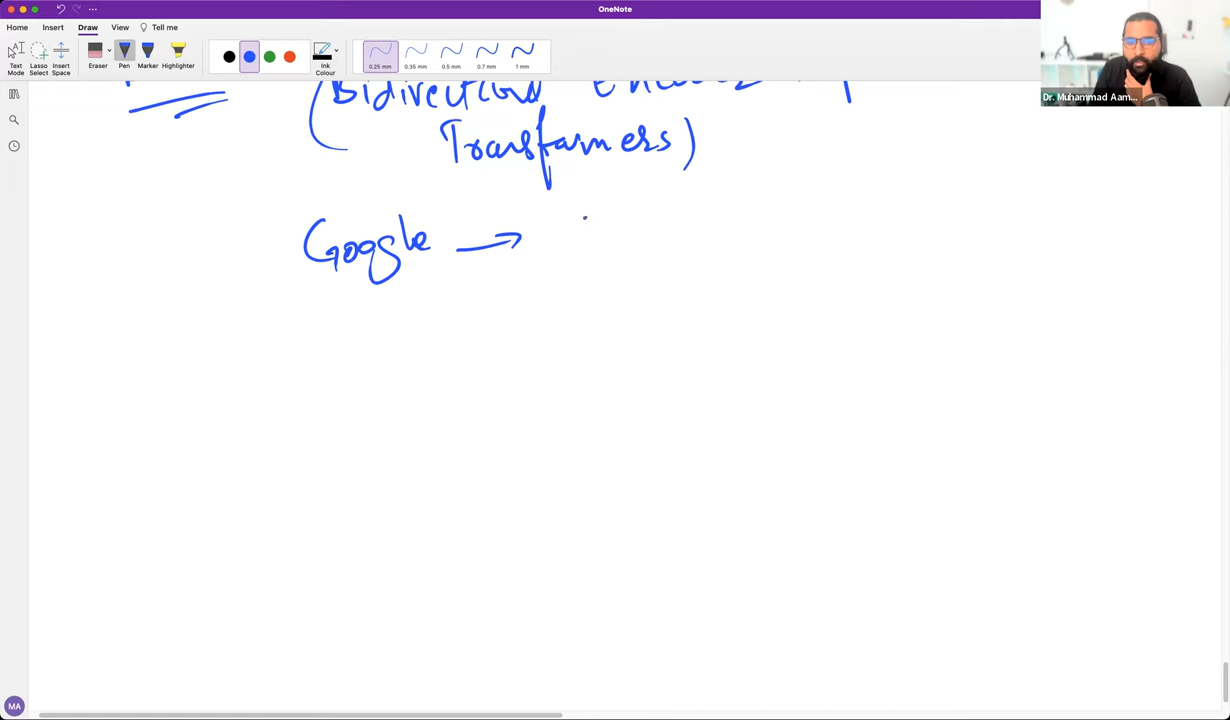 OneNote
Home Insert Draw View Tell me
Text Mode Lasso Select Insert Space Eraser Pen Marker Highlighter Ink Colour 0.25 mm 0.35 mm 0.5 mm 0.7 mm 1 mm
Dr. Muhammad Aam...
(Bidirectional
Transformers)
Google →
MA